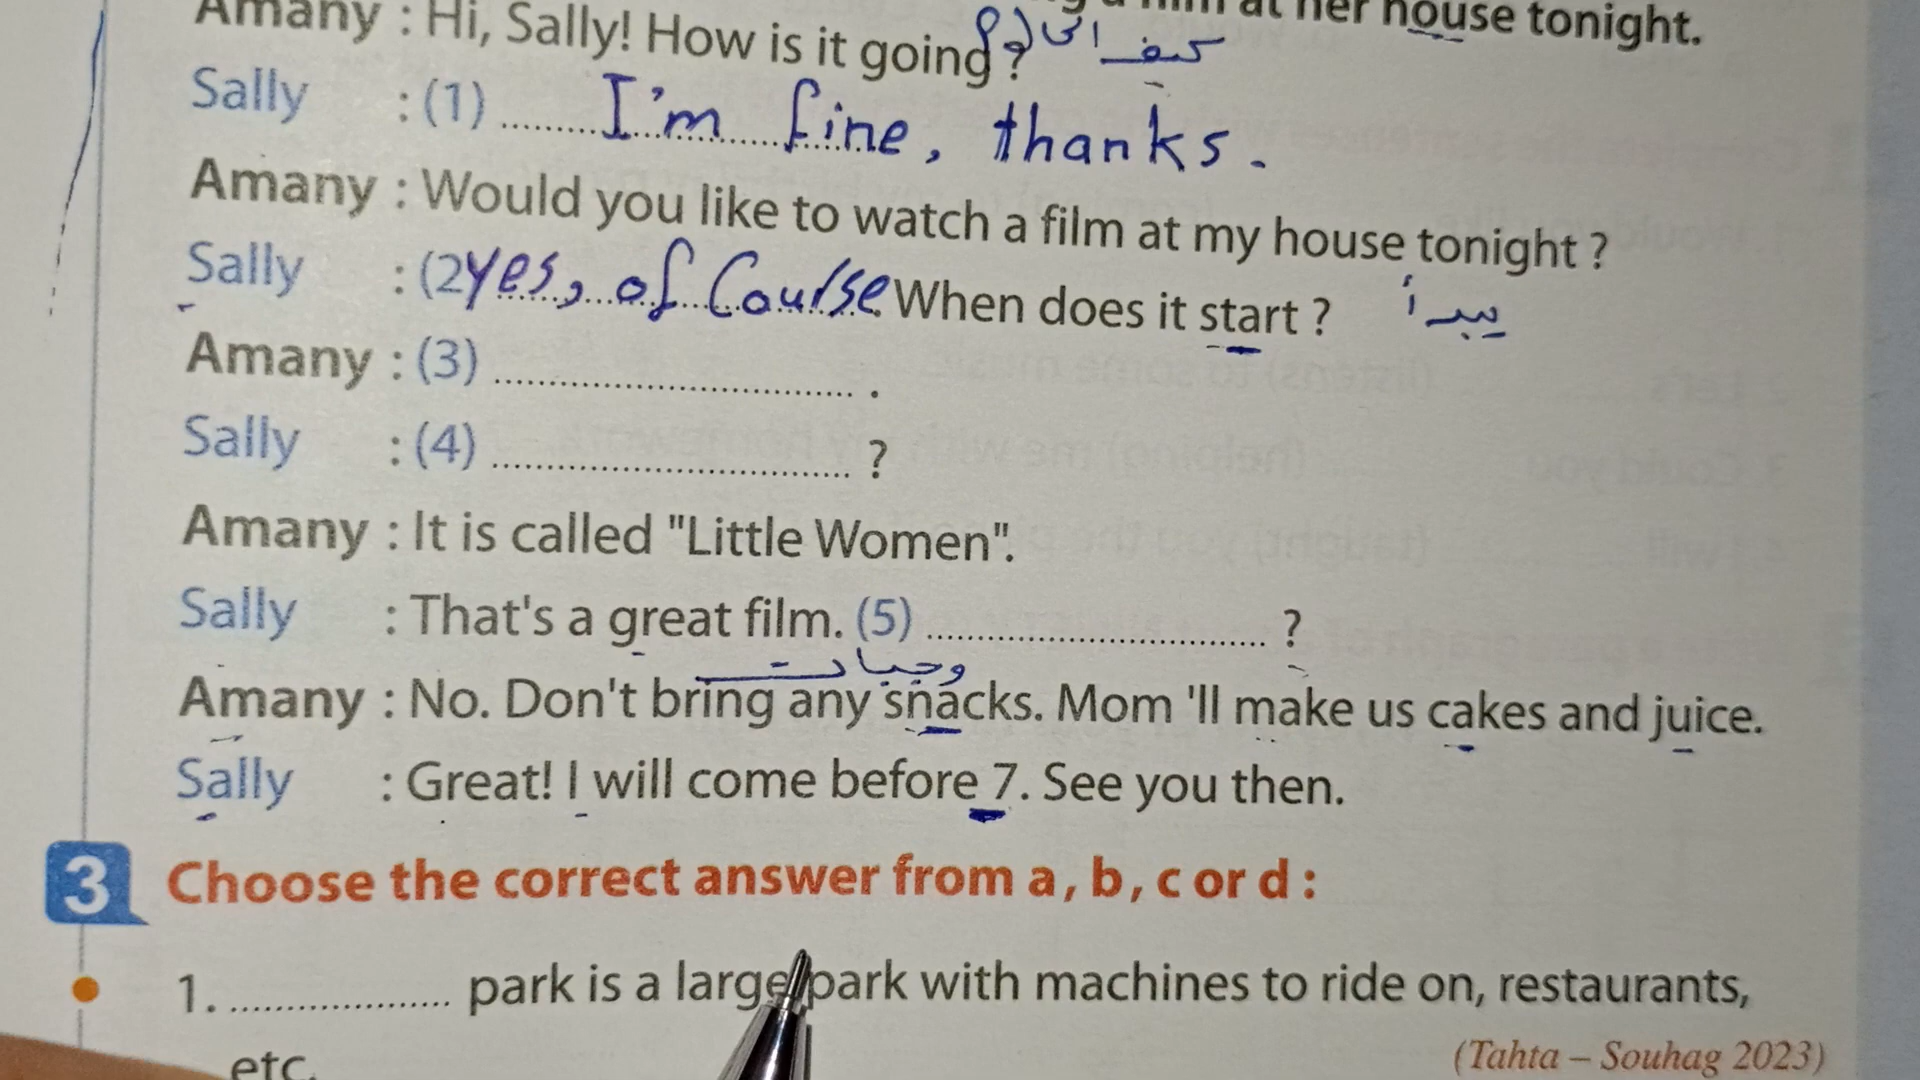 Amany : Hi, Sally! How is it going ? كيف الحال؟
at her house tonight.
Sally : (1) .......... I'm fine, thanks.
Amany : Would you like to watch a film at my house tonight ?
Sally : (2 Yes, of Course. When does it start ? يبدأ
Amany : (3) .................................... .
Sally : (4) .................................... ?
Amany : It is called "Little Women".
Sally : That's a great film. (5) .................................... ?
وجبات
Amany : No. Don't bring any snacks. Mom 'll make us cakes and juice.
Sally : Great! I will come before 7. See you then.
3 Choose the correct answer from a , b , c or d :
1. .................... park is a large park with machines to ride on, restaurants,
etc.
(Tahta – Souhag 2023)